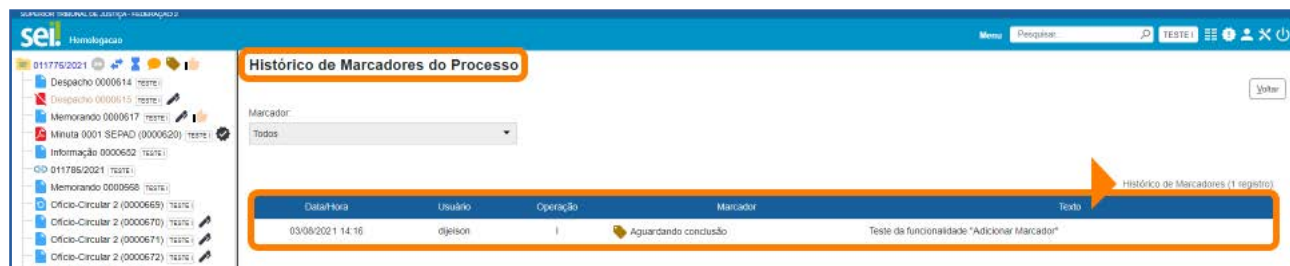 SUPERIOR TRIBUNAL DE JUSTIÇA - FEDERAÇÃO 2
sei. Homologacao
Menu Pesquisar... TESTE I
011775/2021
Despacho 0000614 TESTE I
Despacho 0000615 TESTE I
Memorando 0000617 TESTE I
Minuta 0001 SEPAD (0000620) TESTE I
Informação 0000652 TESTE I
011786/2021 TESTE I
Memorando 0000668 TESTE I
Ofício-Circular 2 (0000669) TESTE I
Ofício-Circular 2 (0000670) TESTE I
Ofício-Circular 2 (0000671) TESTE I
Ofício-Circular 2 (0000672) TESTE I
Histórico de Marcadores do Processo
Voltar
Marcador:
Todos
Histórico de Marcadores (1 registro)
Data/Hora Usuário Operação Marcador Texto
03/08/2021 14:16 dijelson I Aguardando conclusão Teste da funcionalidade "Adicionar Marcador"